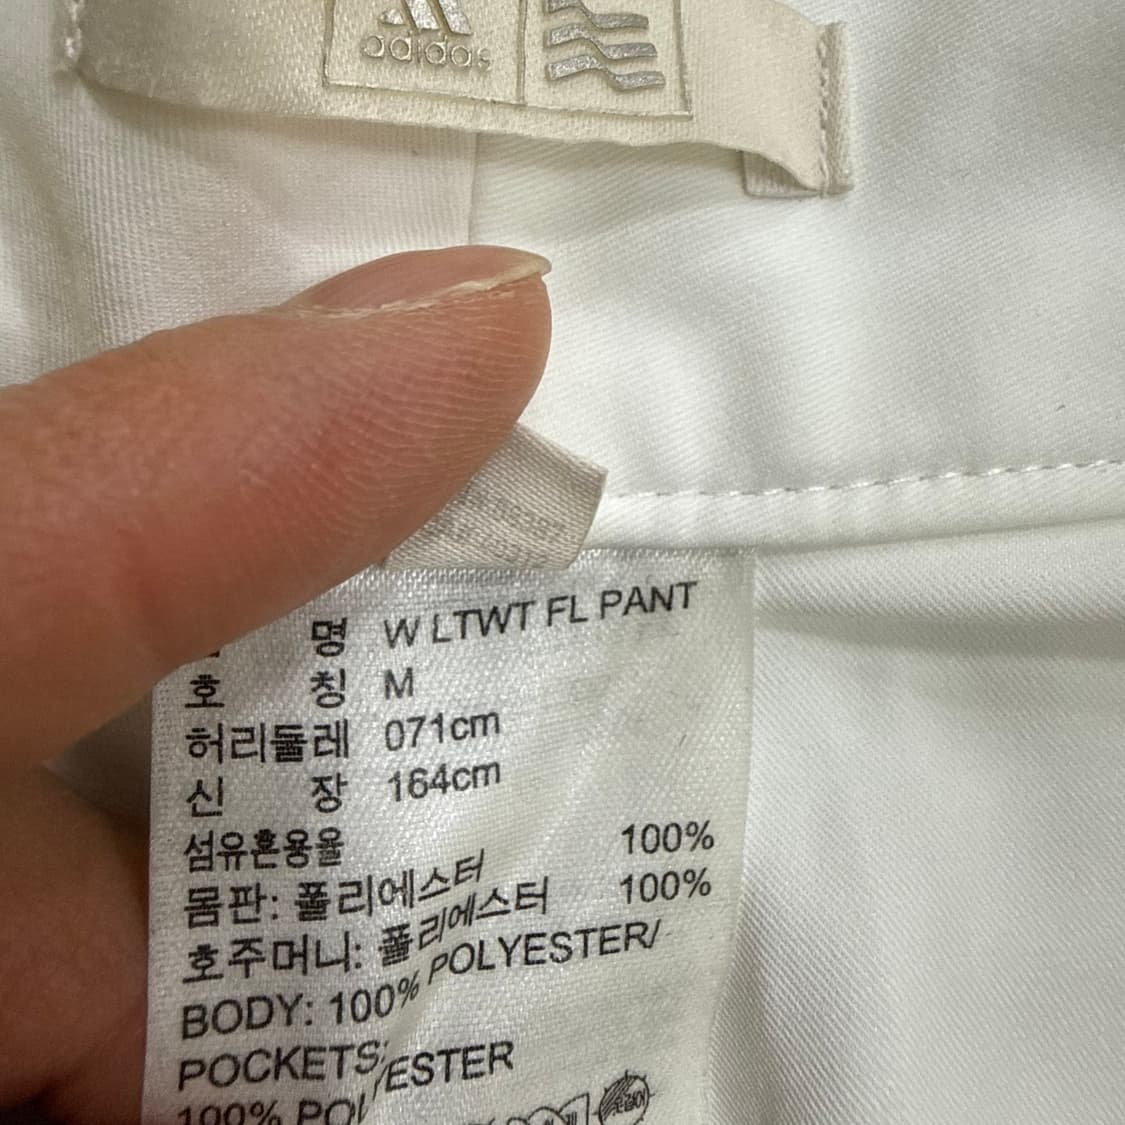 adidas
명 W LTWT FL PANT
호 칭 M
허리둘레 071cm
신 장 164cm
섬유혼용율
몸판: 폴리에스터 100%
호주머니: 폴리에스터 100%
BODY: 100% POLYESTER/
POCKETS:
100% POLYESTER